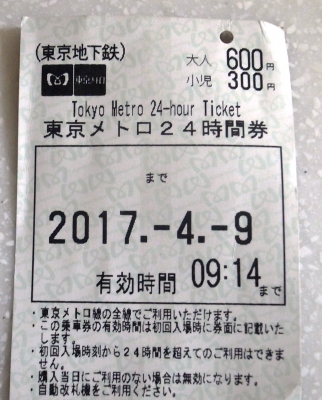 (東京地下鉄)
大人 600円
小児 300円
東京メトロ
Tokyo Metro 24-hour Ticket
東京メトロ24時間券
まで
2017.-4.-9
有効時間 09:14まで
・東京メトロ線の全線でご利用いただけます。
・この乗車券の有効時間は初回入場時に券面に記載いた
します。
・初回入場時刻から24時間を超えてのご利用はできま
せん。
・購入当日にご利用のない場合は無効になります。
・自動改札機をご利用ください。